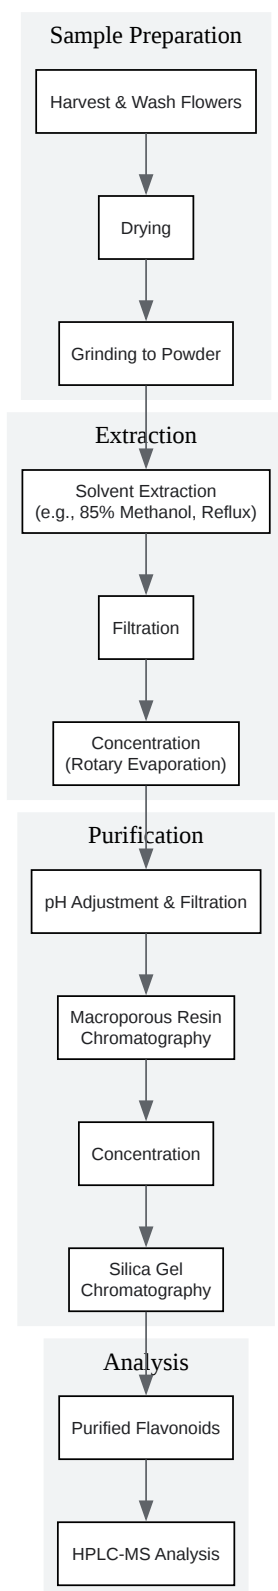 Sample Preparation
Harvest & Wash Flowers
Drying
Grinding to Powder
Extraction
Solvent Extraction
(e.g., 85% Methanol, Reflux)
Filtration
Concentration
(Rotary Evaporation)
Purification
pH Adjustment & Filtration
Macroporous Resin
Chromatography
Concentration
Silica Gel
Chromatography
Analysis
Purified Flavonoids
HPLC-MS Analysis